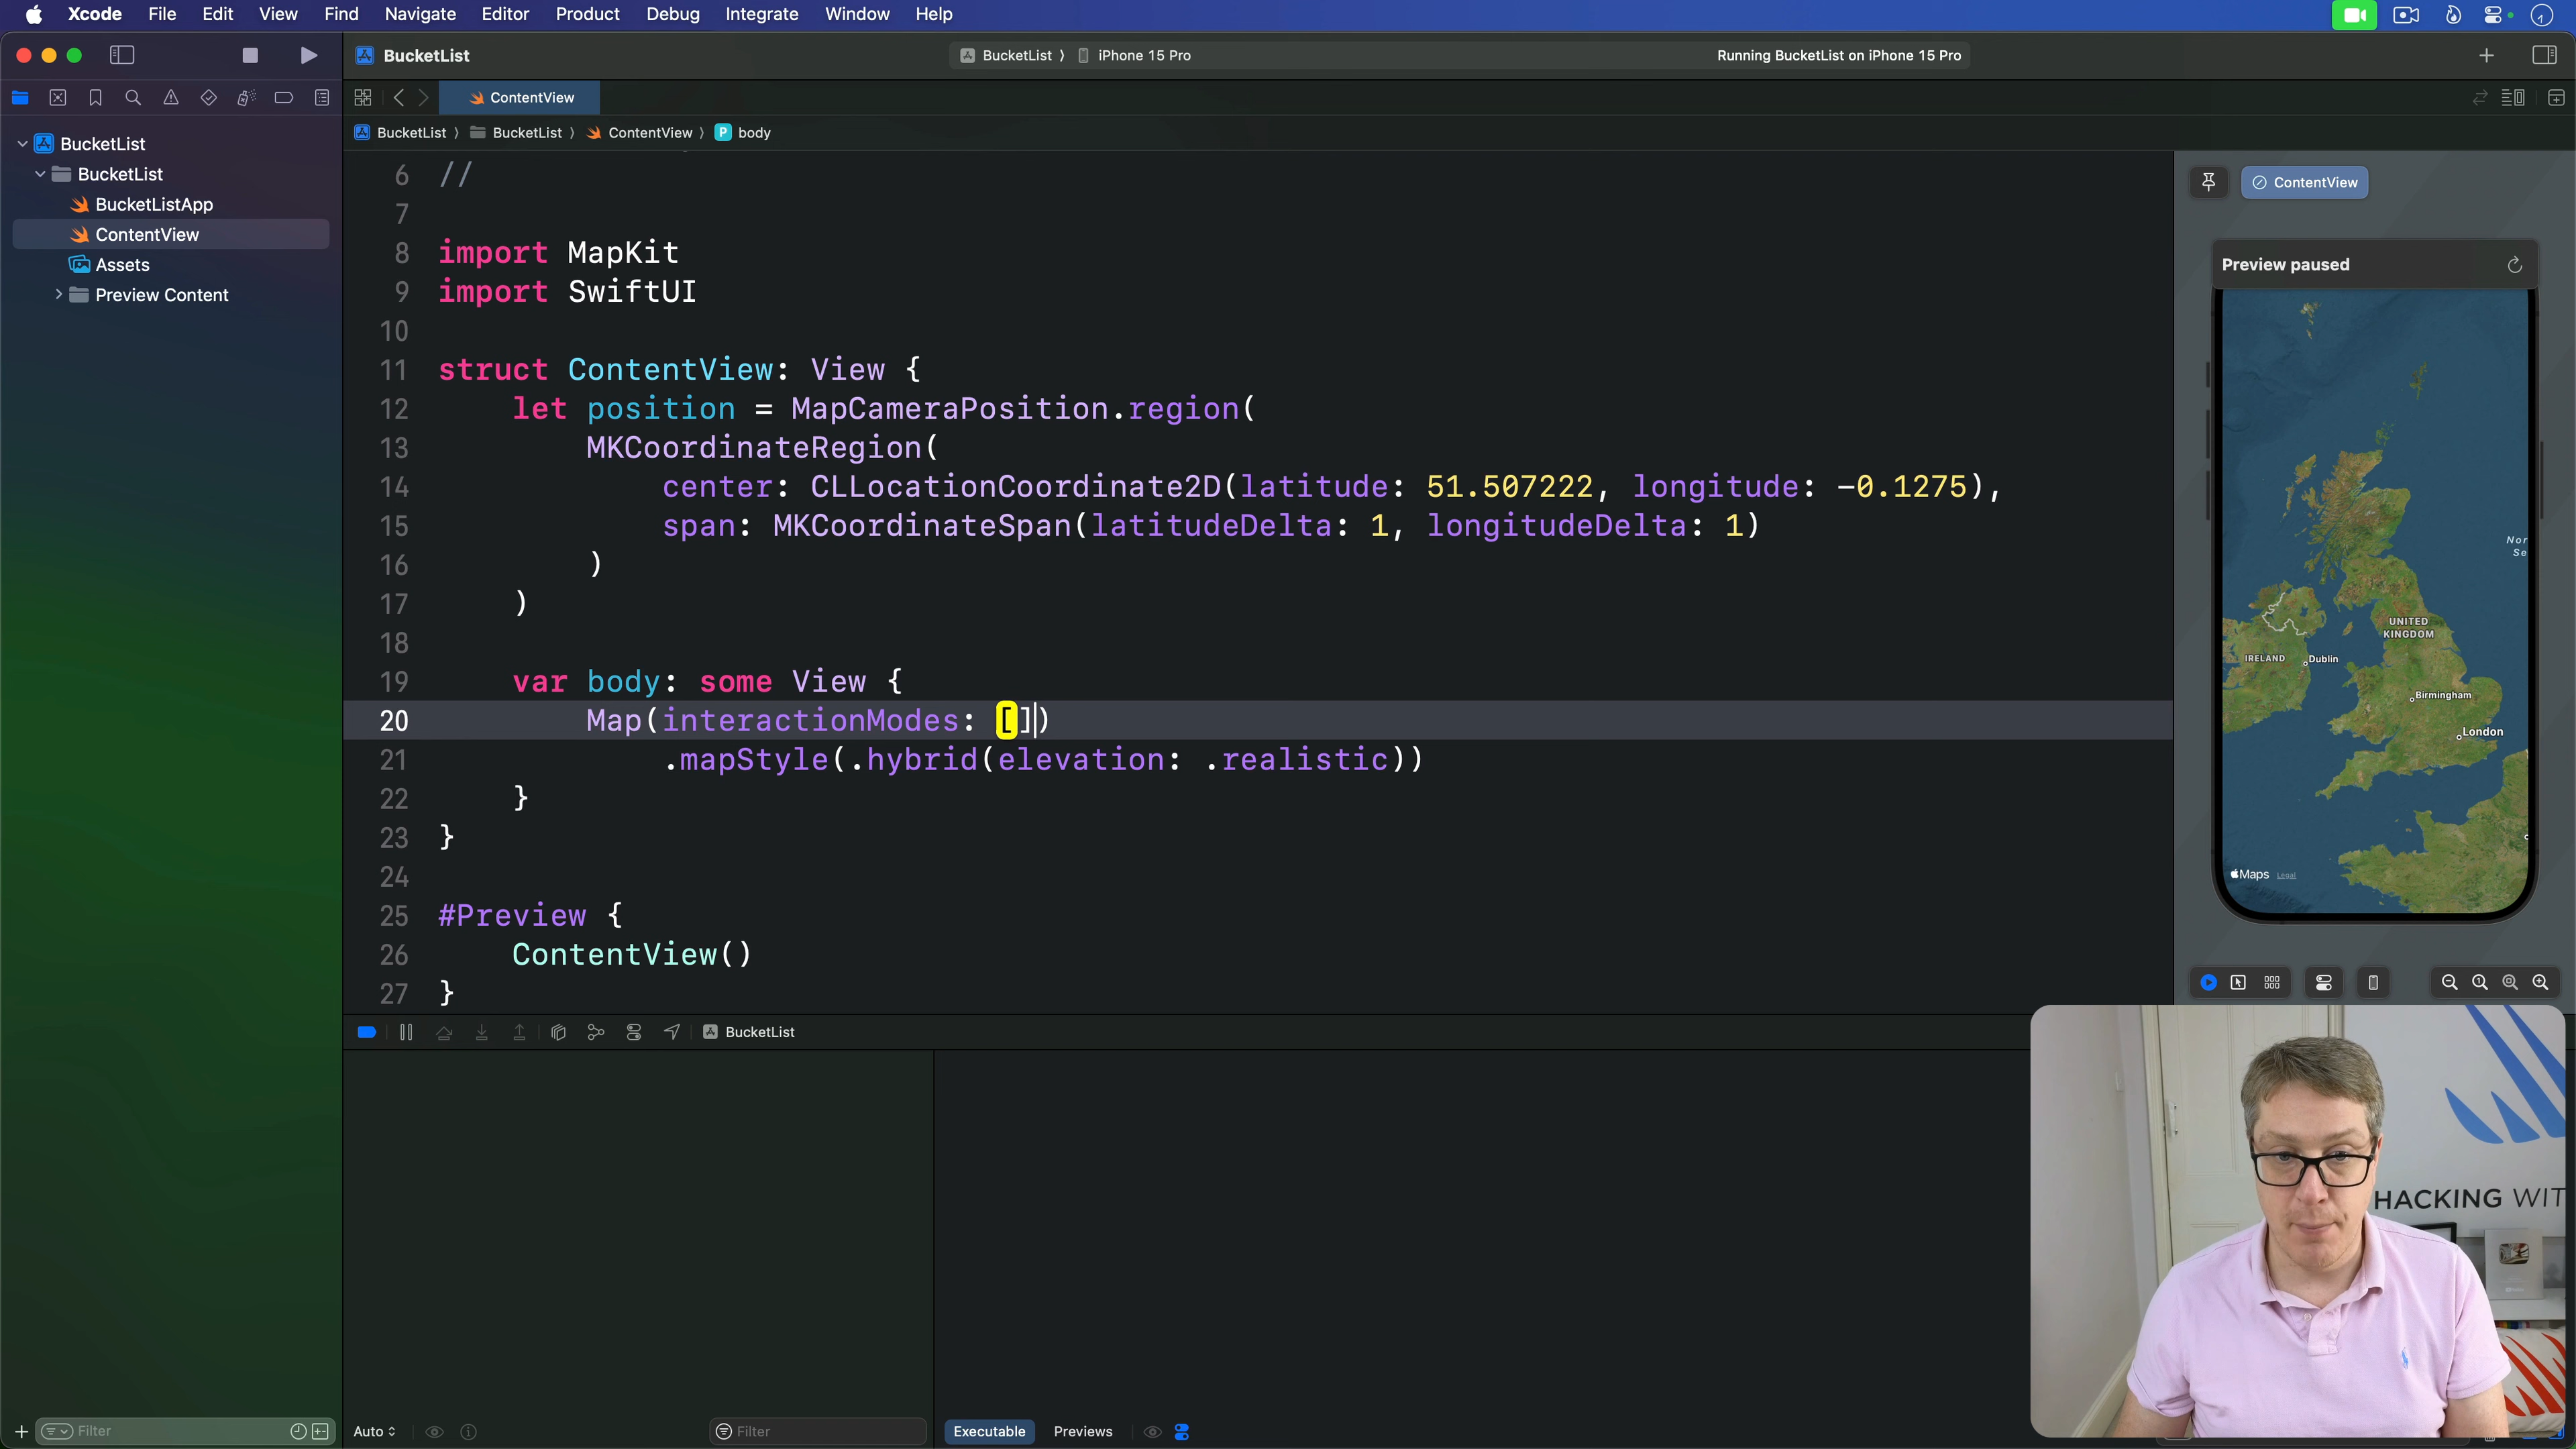 Xcode File Edit View Find Navigate Editor Product Debug Integrate Window Help
BucketList
BucketList ⟩ iPhone 15 Pro
Running BucketList on iPhone 15 Pro
ContentView
BucketList ⟩ BucketList ⟩ ContentView ⟩ P body
BucketList
BucketList
BucketListApp
ContentView
Assets
Preview Content
6 //
7
8 import MapKit
9 import SwiftUI
10
11 struct ContentView: View {
12 let position = MapCameraPosition.region(
13 MKCoordinateRegion(
14 center: CLLocationCoordinate2D(latitude: 51.507222, longitude: -0.1275),
15 span: MKCoordinateSpan(latitudeDelta: 1, longitudeDelta: 1)
16 )
17 )
18
19 var body: some View {
20 Map(interactionModes: [])
21 .mapStyle(.hybrid(elevation: .realistic))
22 }
23 }
24
25 #Preview {
26 ContentView()
27 }
ContentView
Preview paused
Nor
Se
UNITED
KINGDOM
IRELAND
Dublin
Birmingham
London
Maps Legal
BucketList
HACKING WIT
Filter
Auto
Filter
Executable Previews